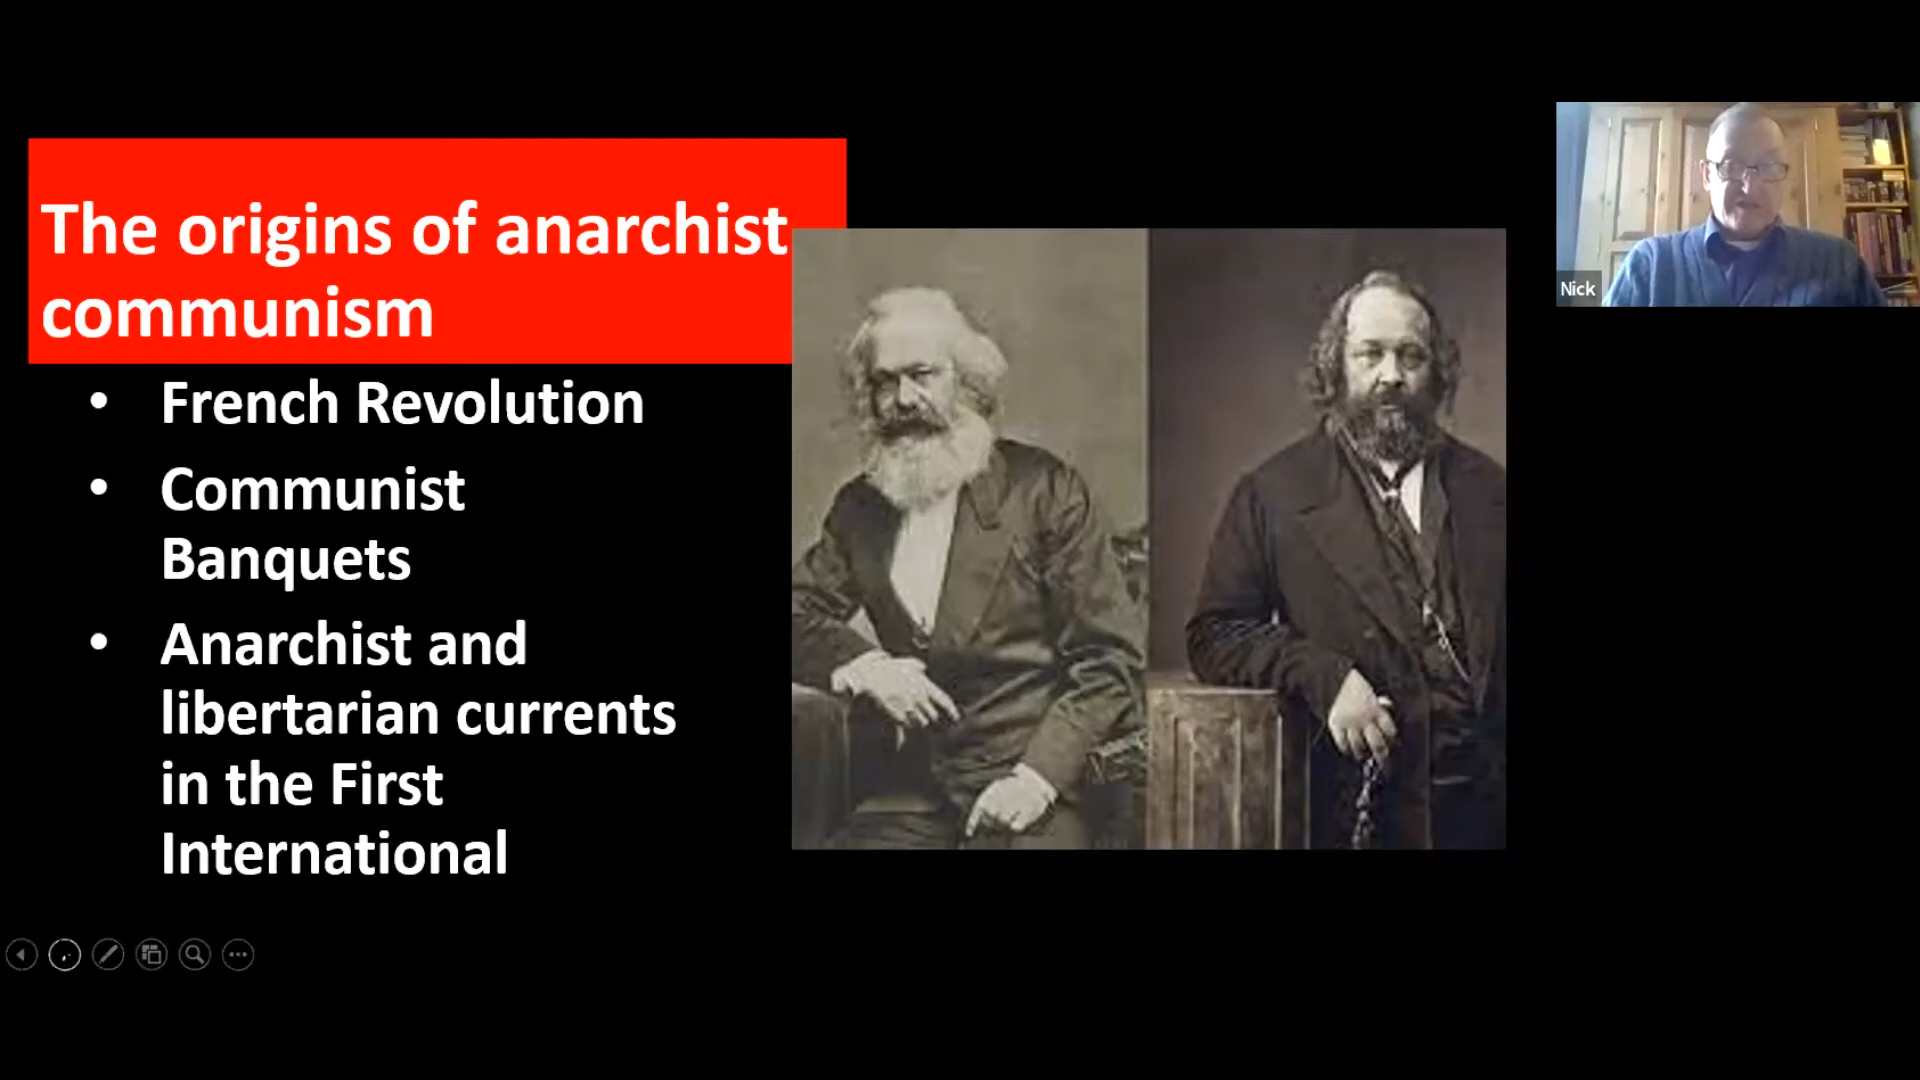 The origins of anarchist
communism
• French Revolution
• Communist
Banquets
• Anarchist and
libertarian currents
in the First
International
Nick